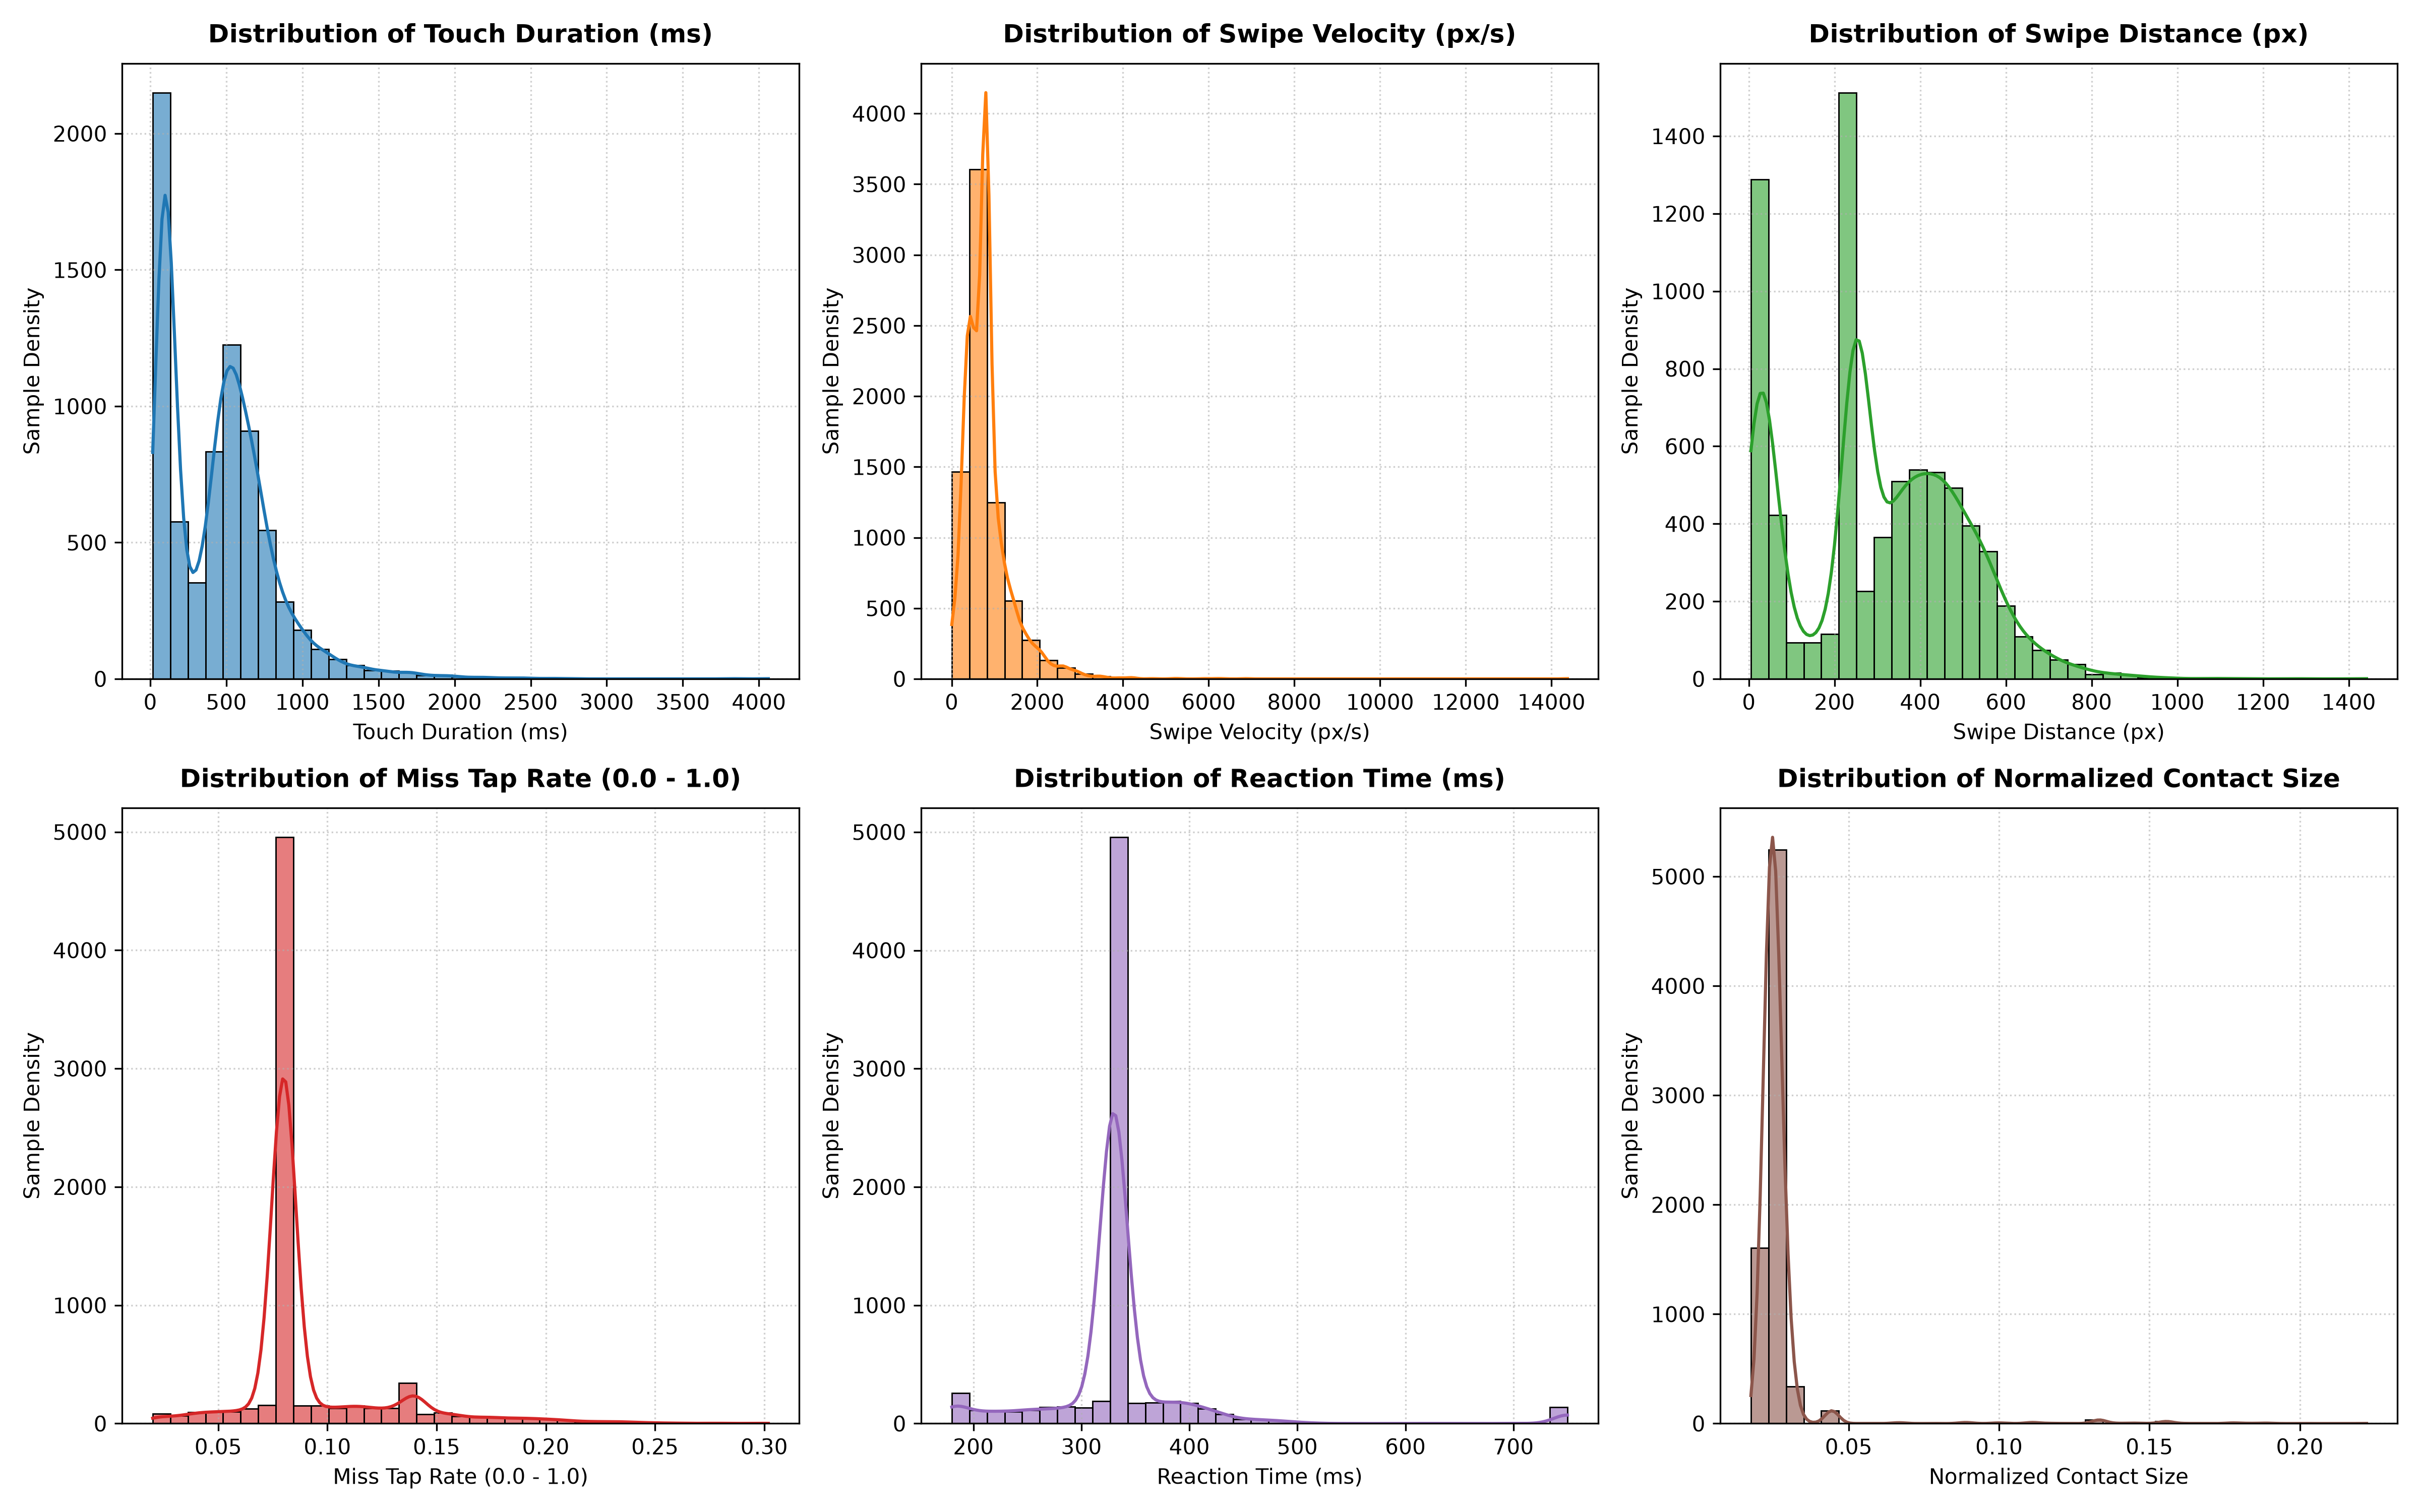 Distribution of Touch Duration (ms)
Sample Density
2000
1500
1000
500
0
0 500 1000 1500 2000 2500 3000 3500 4000
Touch Duration (ms)
Distribution of Swipe Velocity (px/s)
Sample Density
4000
3500
3000
2500
2000
1500
1000
500
0
0 2000 4000 6000 8000 10000 12000 14000
Swipe Velocity (px/s)
Distribution of Swipe Distance (px)
Sample Density
1400
1200
1000
800
600
400
200
0
0 200 400 600 800 1000 1200 1400
Swipe Distance (px)
Distribution of Miss Tap Rate (0.0 - 1.0)
Sample Density
5000
4000
3000
2000
1000
0
0.05 0.10 0.15 0.20 0.25 0.30
Miss Tap Rate (0.0 - 1.0)
Distribution of Reaction Time (ms)
Sample Density
5000
4000
3000
2000
1000
0
200 300 400 500 600 700
Reaction Time (ms)
Distribution of Normalized Contact Size
Sample Density
5000
4000
3000
2000
1000
0
0.05 0.10 0.15 0.20
Normalized Contact Size